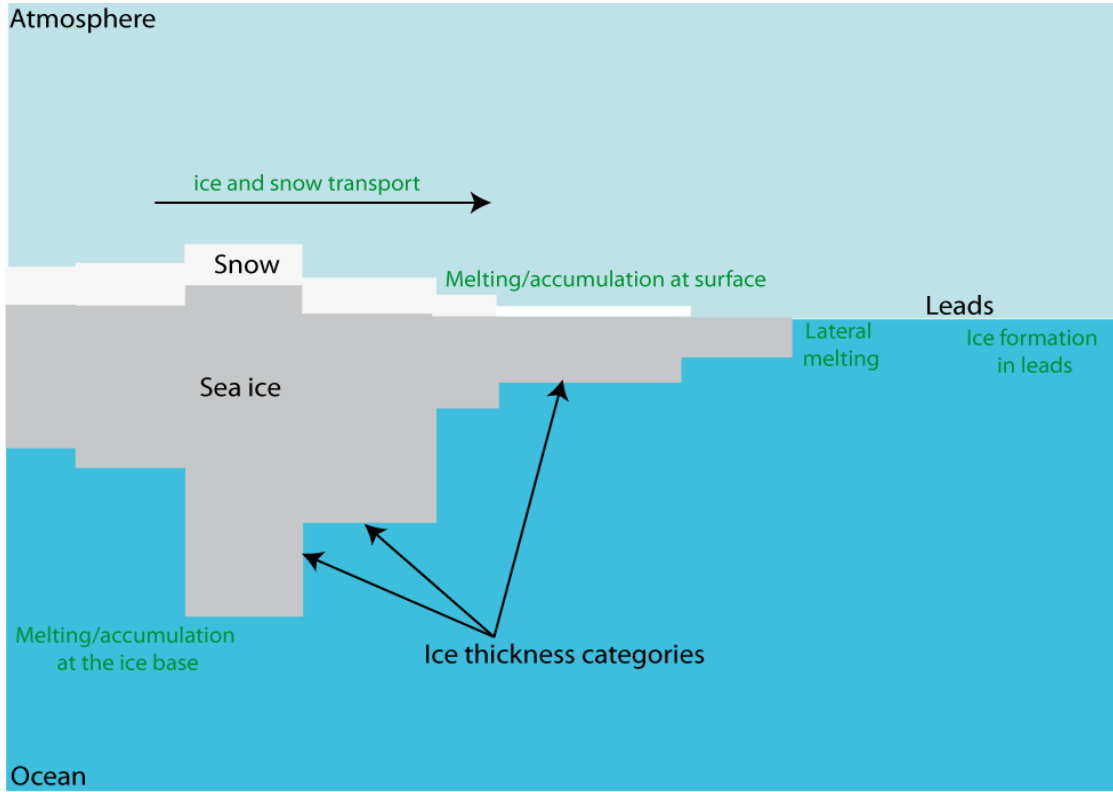 Atmosphere
ice and snow transport
Snow
Melting/accumulation at surface
Leads
Lateral
melting
Ice formation
in leads
Sea ice
Melting/accumulation
at the ice base
Ice thickness categories
Ocean